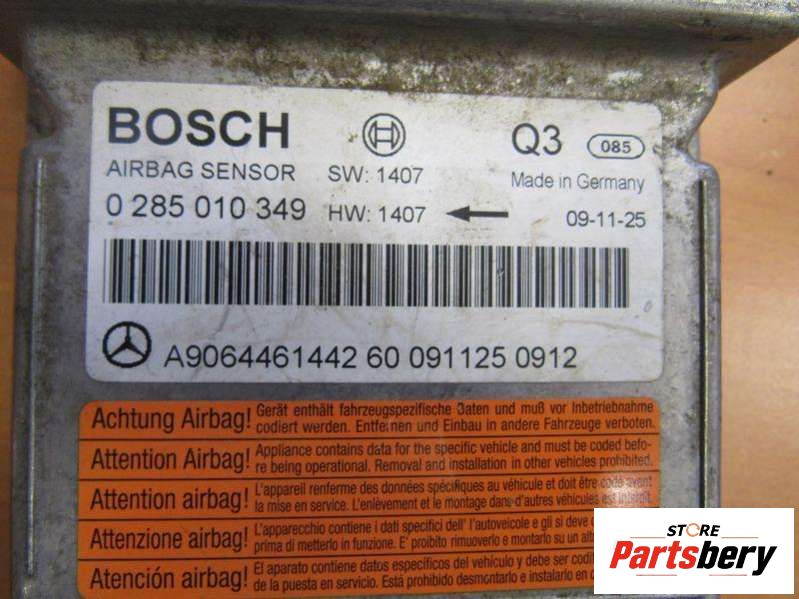 BOSCH
Q3 085
AIRBAG SENSOR SW: 1407 Made in Germany
0 285 010 349 HW: 1407 09-11-25
A9064461442 60 091125 0912
Achtung Airbag! Gerät enthält fahrzeugspezifische Daten und muß vor Inbetriebnahme
codiert werden. Entfernen und Einbau in andere Fahrzeuge verboten.
Attention Airbag! Appliance contains data for the specific vehicle and must be coded befo-
re being operational. Removal and installation in other vehicles prohibited.
Attention airbag! L'appareil renferme des données spécifiques au véhicule et doit être codé avant
la mise en service. L'enlèvement et le montage dans d'autres véhicules est interdit.
Attenzione airbag! L'apparecchio contiene i dati specifici dell' l'autoveicole e gli si deve
prima di metterlo in funzione. E' proibito rimuoverlo e montarlo su un
Atención airbag! El aparato contiene datos específicos del vehículo y debe ser
de la puesta en servicio. Está prohibido desmontarlo e instalarlo en
STORE
Partsbery